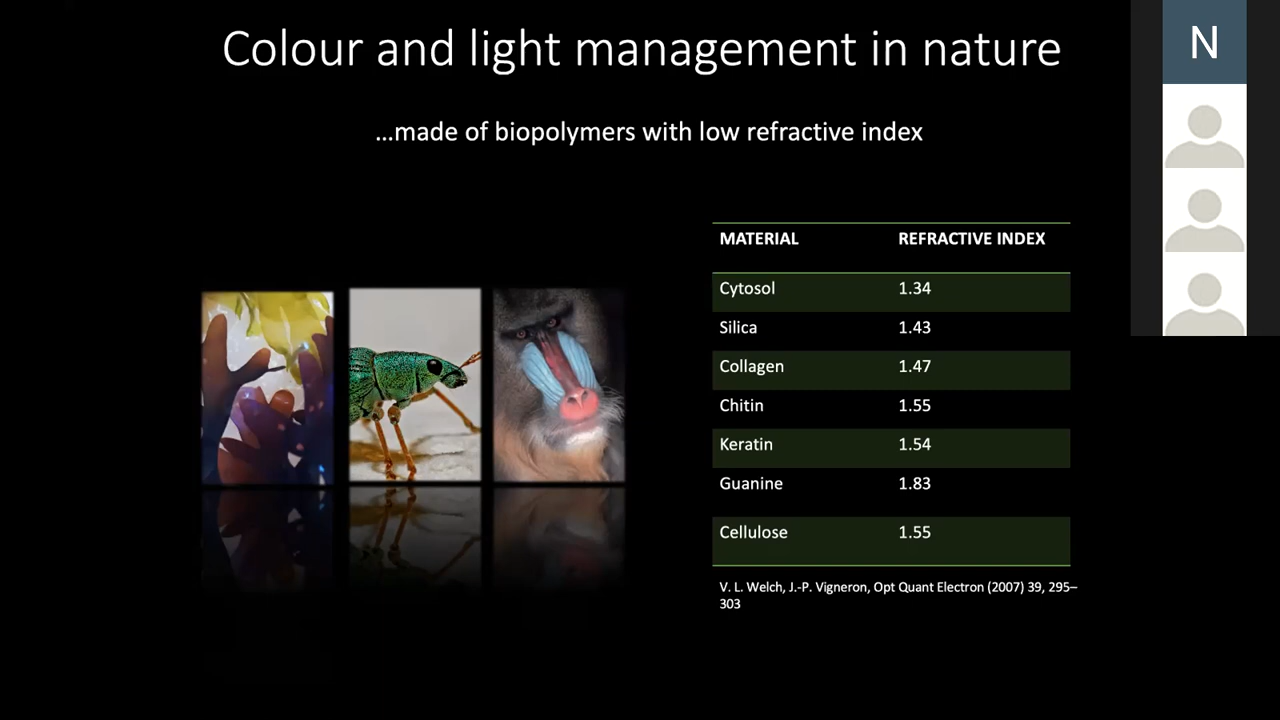 Colour and light management in nature
...made of biopolymers with low refractive index
N
MATERIAL REFRACTIVE INDEX
Cytosol 1.34
Silica 1.43
Collagen 1.47
Chitin 1.55
Keratin 1.54
Guanine 1.83
Cellulose 1.55
V. L. Welch, J.-P. Vigneron, Opt Quant Electron (2007) 39, 295–
303